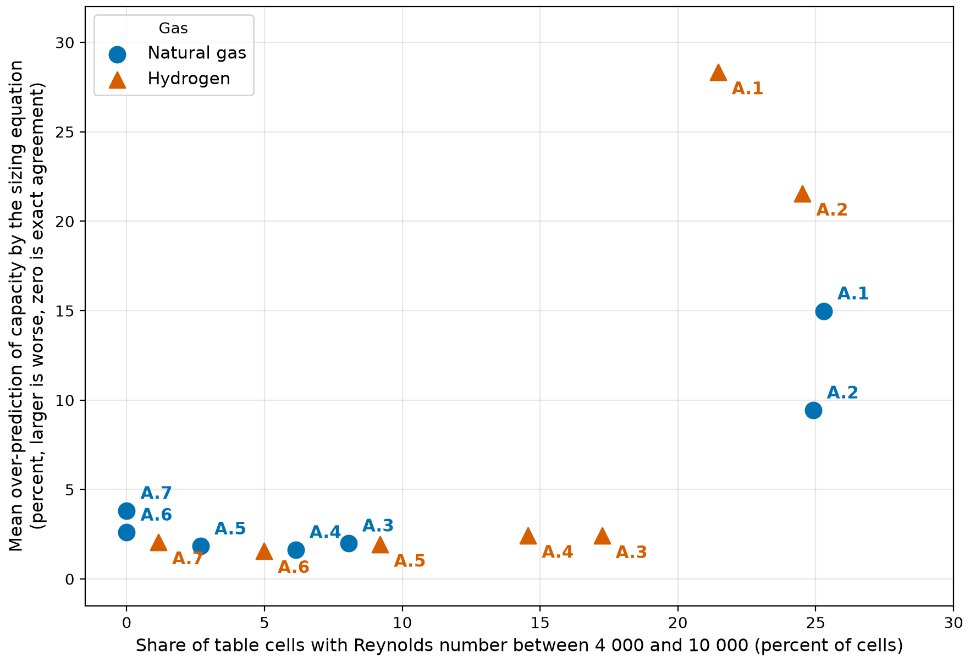 Mean over-prediction of capacity by the sizing equation
(percent, larger is worse, zero is exact agreement)
30
25
20
15
10
5
0
Gas
Natural gas
Hydrogen
A.1
A.2
A.1
A.2
A.7
A.6
A.5
A.4
A.3
A.7
A.6
A.5
A.4
A.3
0
5
10
15
20
25
30
Share of table cells with Reynolds number between 4 000 and 10 000 (percent of cells)